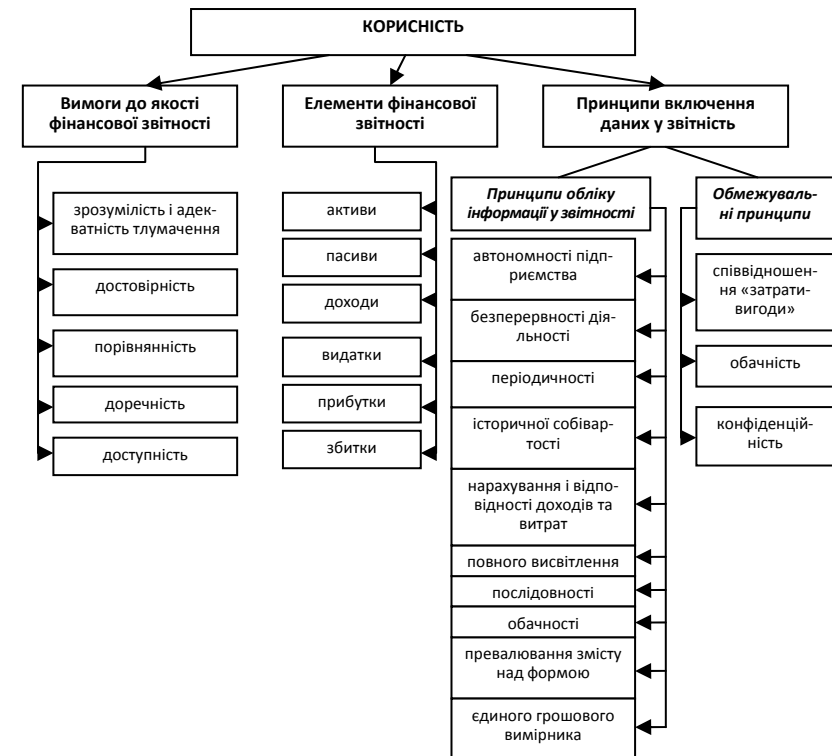 КОРИСНІСТЬ
Вимоги до якості
фінансової звітності
Елементи фінансової
звітності
Принципи включення
даних у звітність
зрозумілість і адек-
ватність тлумачення
достовірність
порівнянність
доречність
доступність
активи
пасиви
доходи
видатки
прибутки
збитки
Принципи обліку
інформації у звітності
автономності підп-
риємства
безперервності дія-
льності
періодичності
історичної собівар-
тості
нарахування і відпо-
відності доходів та
витрат
повного висвітлення
послідовності
обачності
превалювання змісту
над формою
єдиного грошового
вимірника
Обмежуваль-
ні принципи
співвідношен-
ня «затрати-
вигоди»
обачність
конфіденцій-
ність